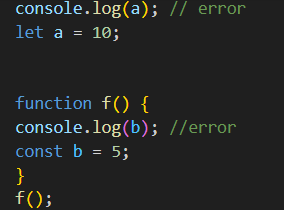 console.log(a); // error
let a = 10;
function f() {
console.log(b); //error
const b = 5;
}
f();